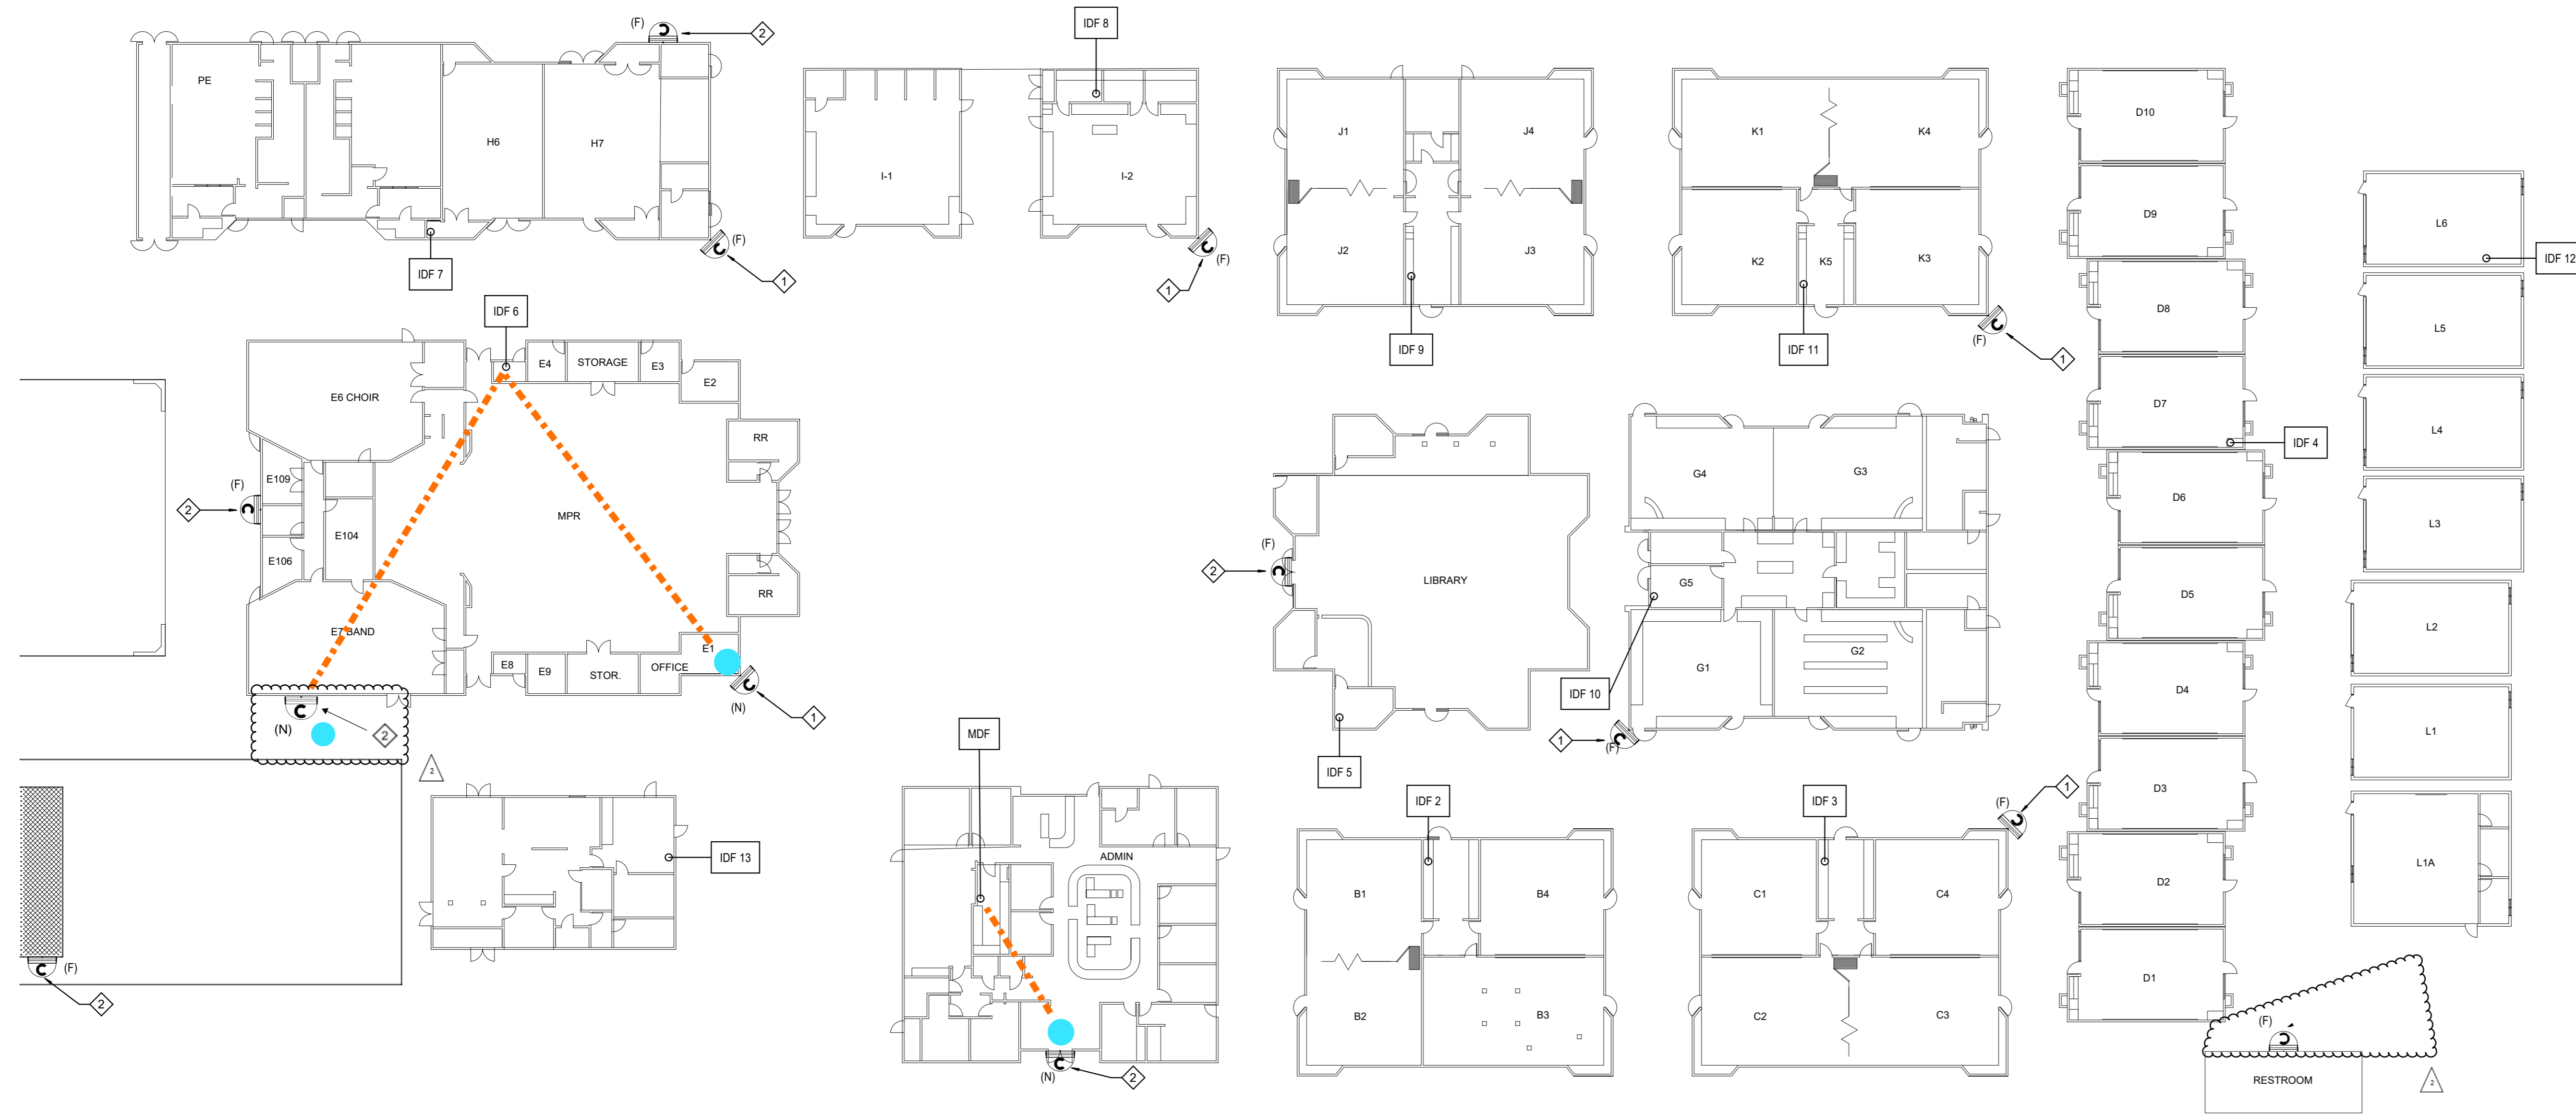 (F)
2
IDF 8
PE
H6
H7
I-1
I-2
J1
J4
K1
K4
D10
D9
L6
IDF 12
J2
J3
K2
K5
K3
(F)
1
(F)
1
IDF 7
IDF 6
IDF 9
IDF 11
(F)
1
D8
L5
E4
STORAGE
E3
E2
E6 CHOIR
D7
L4
RR
IDF 4
G4
G3
(F)
2
E109
MPR
E104
E106
D6
L3
(F)
2
LIBRARY
G5
D5
RR
E7 BAND
E1
L2
E8
E9
STOR.
OFFICE
G1
G2
D4
IDF 10
(N)
1
(N)
2
2
MDF
IDF 5
1
(F)
L1
D3
IDF 2
IDF 3
(F)
1
IDF 13
ADMIN
B1
B4
C1
C4
D2
L1A
(F)
2
D1
B2
B3
C2
C3
(N)
2
(F)
RESTROOM
2